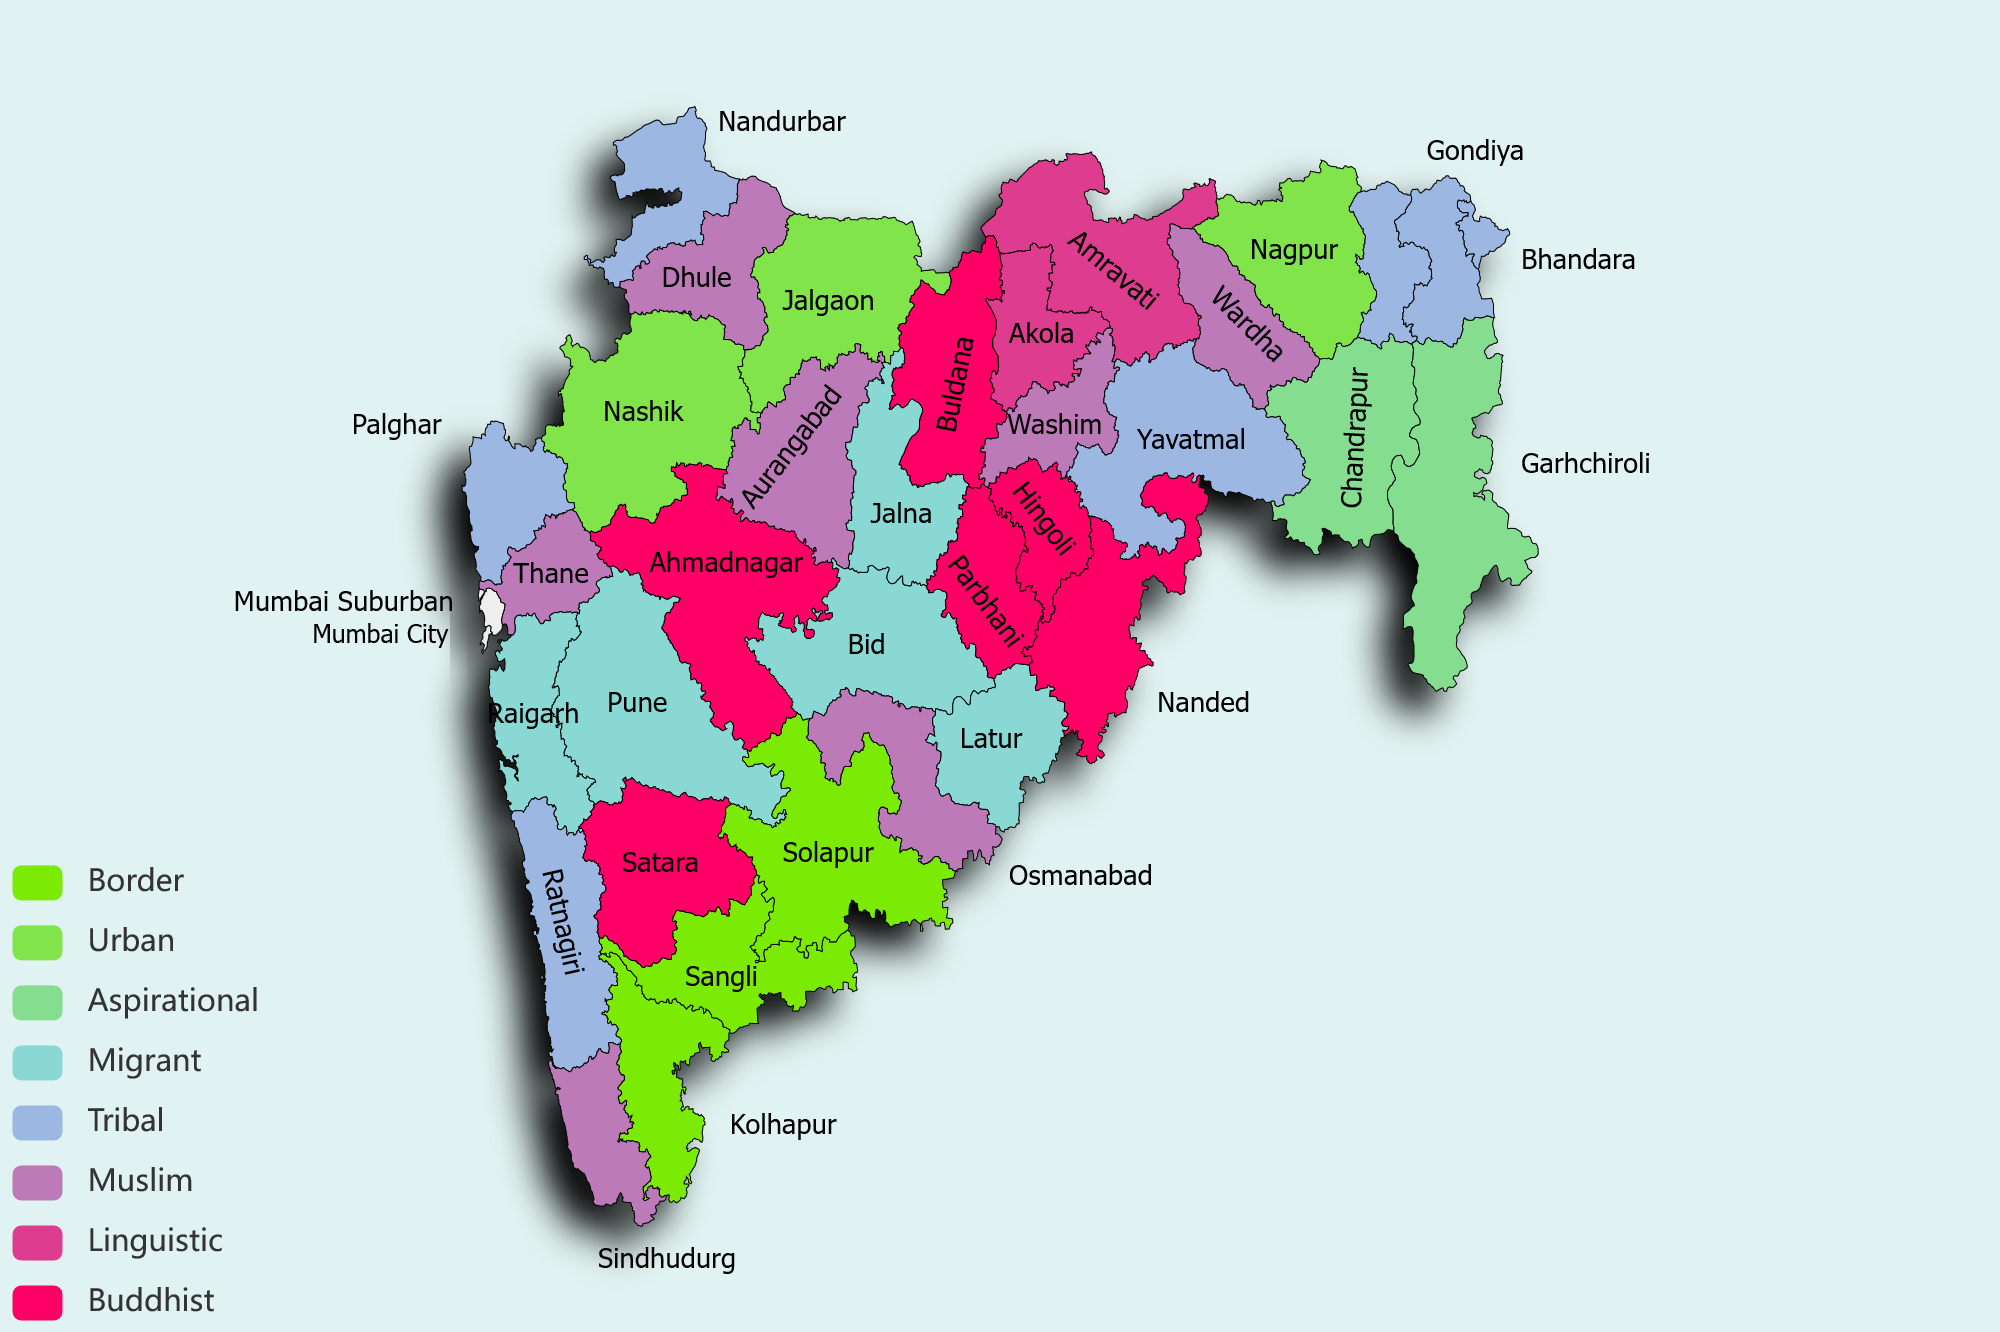 Nandurbar
Gondiya
Dhule
Nagpur
Bhandara
Amravati
Jalgaon
Wardha
Akola
Buldana
Palghar
Nashik
Aurangabad
Washim
Yavatmal
Chandrapur
Garhchiroli
Jalna
Hingoli
Thane
Ahmadnagar
Parbhani
Mumbai Suburban
Mumbai City
Bid
Raigarh
Pune
Nanded
Latur
Satara
Solapur
Osmanabad
Ratnagiri
Sangli
Kolhapur
Sindhudurg
Border
Urban
Aspirational
Migrant
Tribal
Muslim
Linguistic
Buddhist